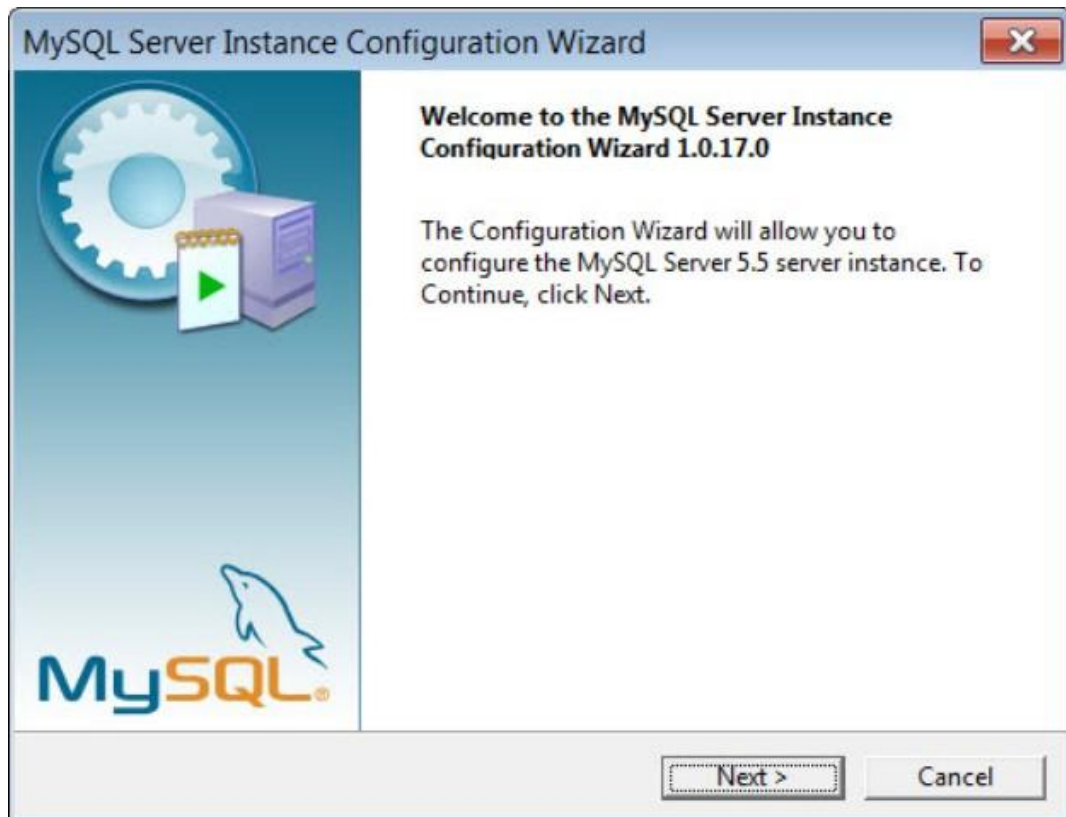 MySQL Server Instance Configuration Wizard
Welcome to the MySQL Server Instance
Configuration Wizard 1.0.17.0
The Configuration Wizard will allow you to
configure the MySQL Server 5.5 server instance. To
Continue, click Next.
MySQL®
Next >
Cancel